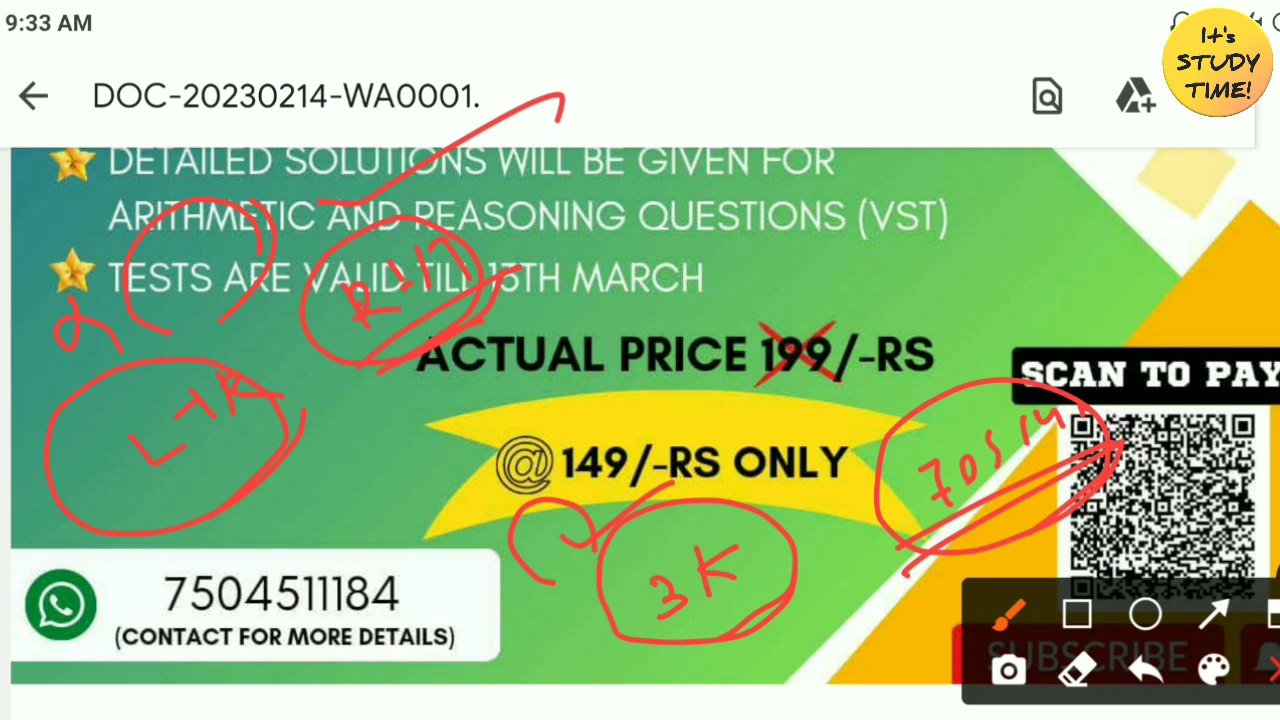 9:33 AM
It's
STUDY
TIME!
DOC-20230214-WA0001.
DETAILED SOLUTIONS WILL BE GIVEN FOR
ARITHMETIC AND REASONING QUESTIONS (VST)
TESTS ARE VALID TILL 13TH MARCH
ACTUAL PRICE 199/-RS
SCAN TO PAY
@ 149/-RS ONLY
3K
7504511184
(CONTACT FOR MORE DETAILS)
SUBSCRIBE